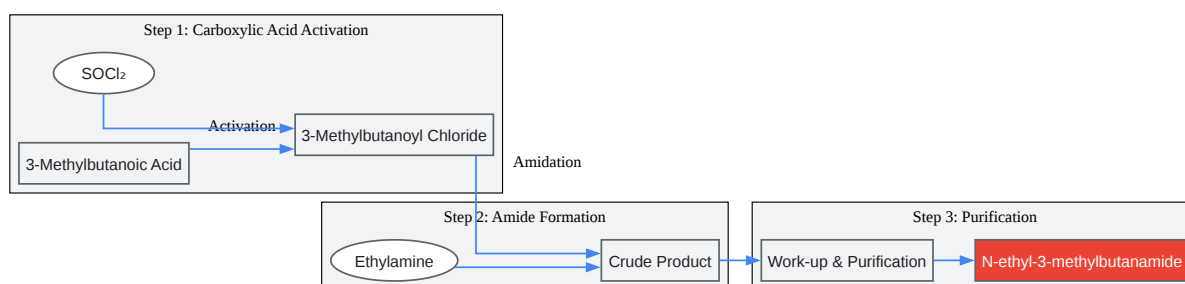 Step 1: Carboxylic Acid Activation
SOCl₂
Activation
3-Methylbutanoyl Chloride
3-Methylbutanoic Acid
Amidation
Step 2: Amide Formation
Ethylamine
Crude Product
Step 3: Purification
Work-up & Purification
N-ethyl-3-methylbutanamide